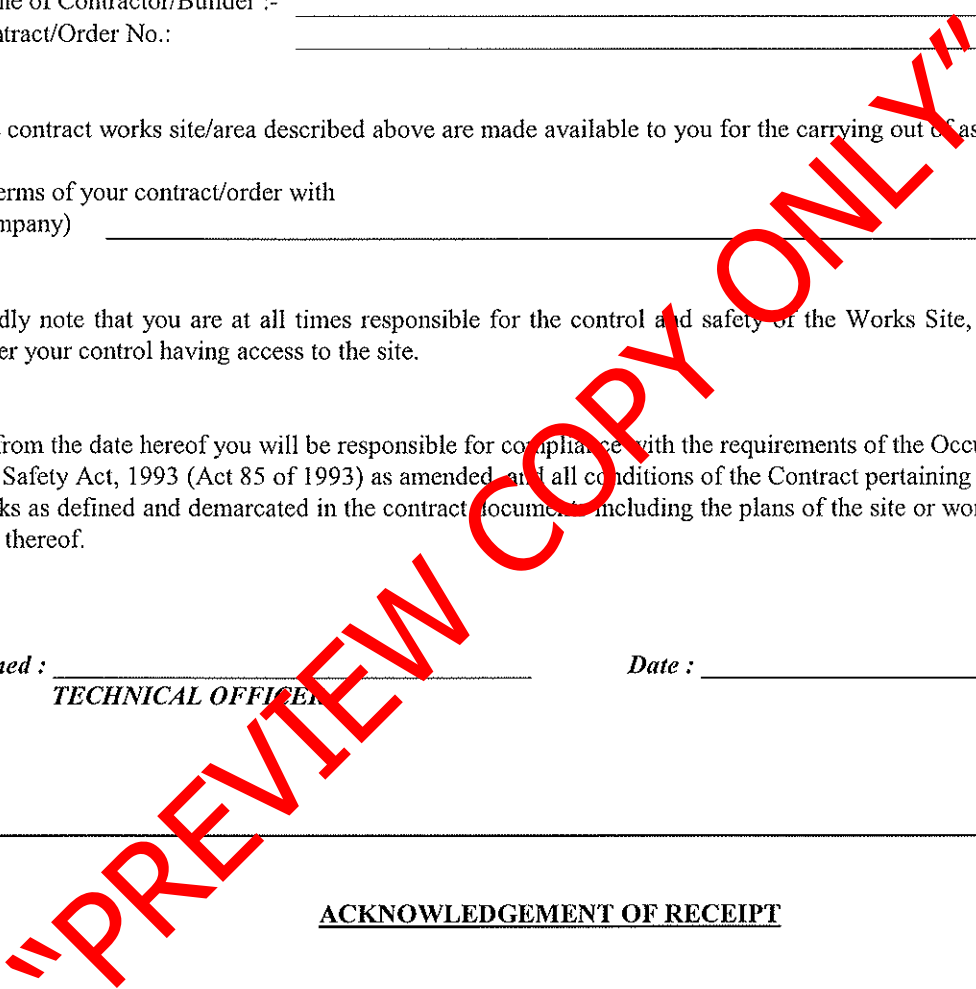 me of Contractor/Builder :-
ntract/Order No.:
contract works site/area described above are made available to you for the carrying out of as
erms of your contract/order with
mpany)
dly note that you are at all times responsible for the control and safety of the Works Site,
er your control having access to the site.
from the date hereof you will be responsible for compliance with the requirements of the Occu
Safety Act, 1993 (Act 85 of 1993) as amended, and all conditions of the Contract pertaining
ks as defined and demarcated in the contract documents including the plans of the site or wor
thereof.
ned : Date :
TECHNICAL OFFICER
ACKNOWLEDGEMENT OF RECEIPT
"PREVIEW COPY ONLY"